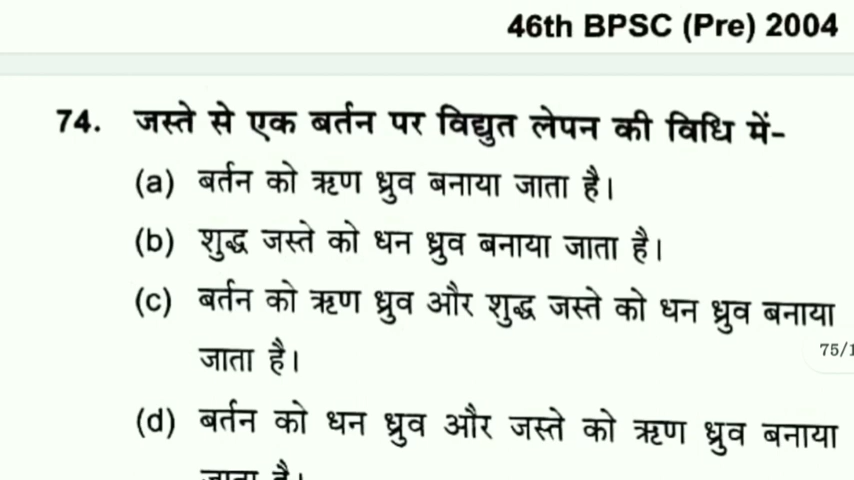 46th BPSC (Pre) 2004
74. जस्ते से एक बर्तन पर विद्युत लेपन की विधि में-
(a) बर्तन को ऋण ध्रुव बनाया जाता है।
(b) शुद्ध जस्ते को धन ध्रुव बनाया जाता है।
(c) बर्तन को ऋण ध्रुव और शुद्ध जस्ते को धन ध्रुव बनाया
जाता है।
75/1
(d) बर्तन को धन ध्रुव और जस्ते को ऋण ध्रुव बनाया
जाता है।